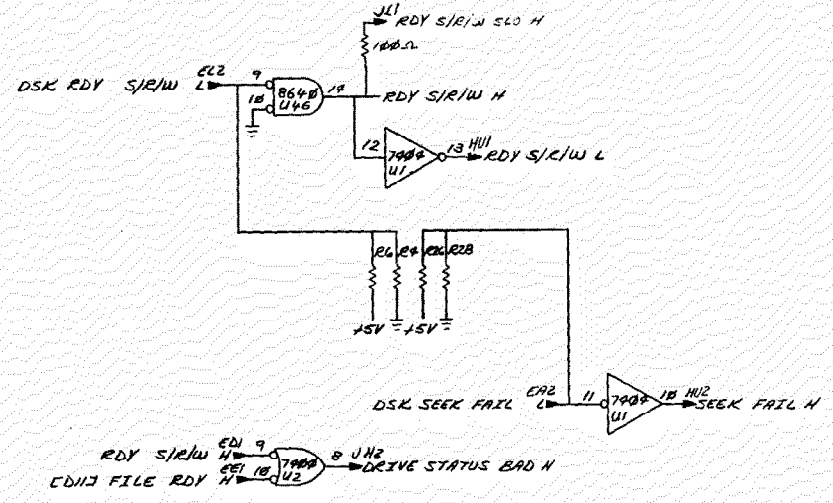 JL1 RDY S/R/W SLO H
100Ω
DSK RDY S/R/W L EL2 9
10
8640
U46
14
RDY S/R/W H
12
7404
U1
13 HU1 RDY S/R/W L
R6 R4 R26 R28
+5V +5V
DSK SEEK FAIL L EA2 11
7404
U1
10 HU2 SEEK FAIL H
RDY S/R/W H ED1 9
[D11] FILE RDY H EE1 10
7400
U2
8 JH2 DRIVE STATUS BAD H